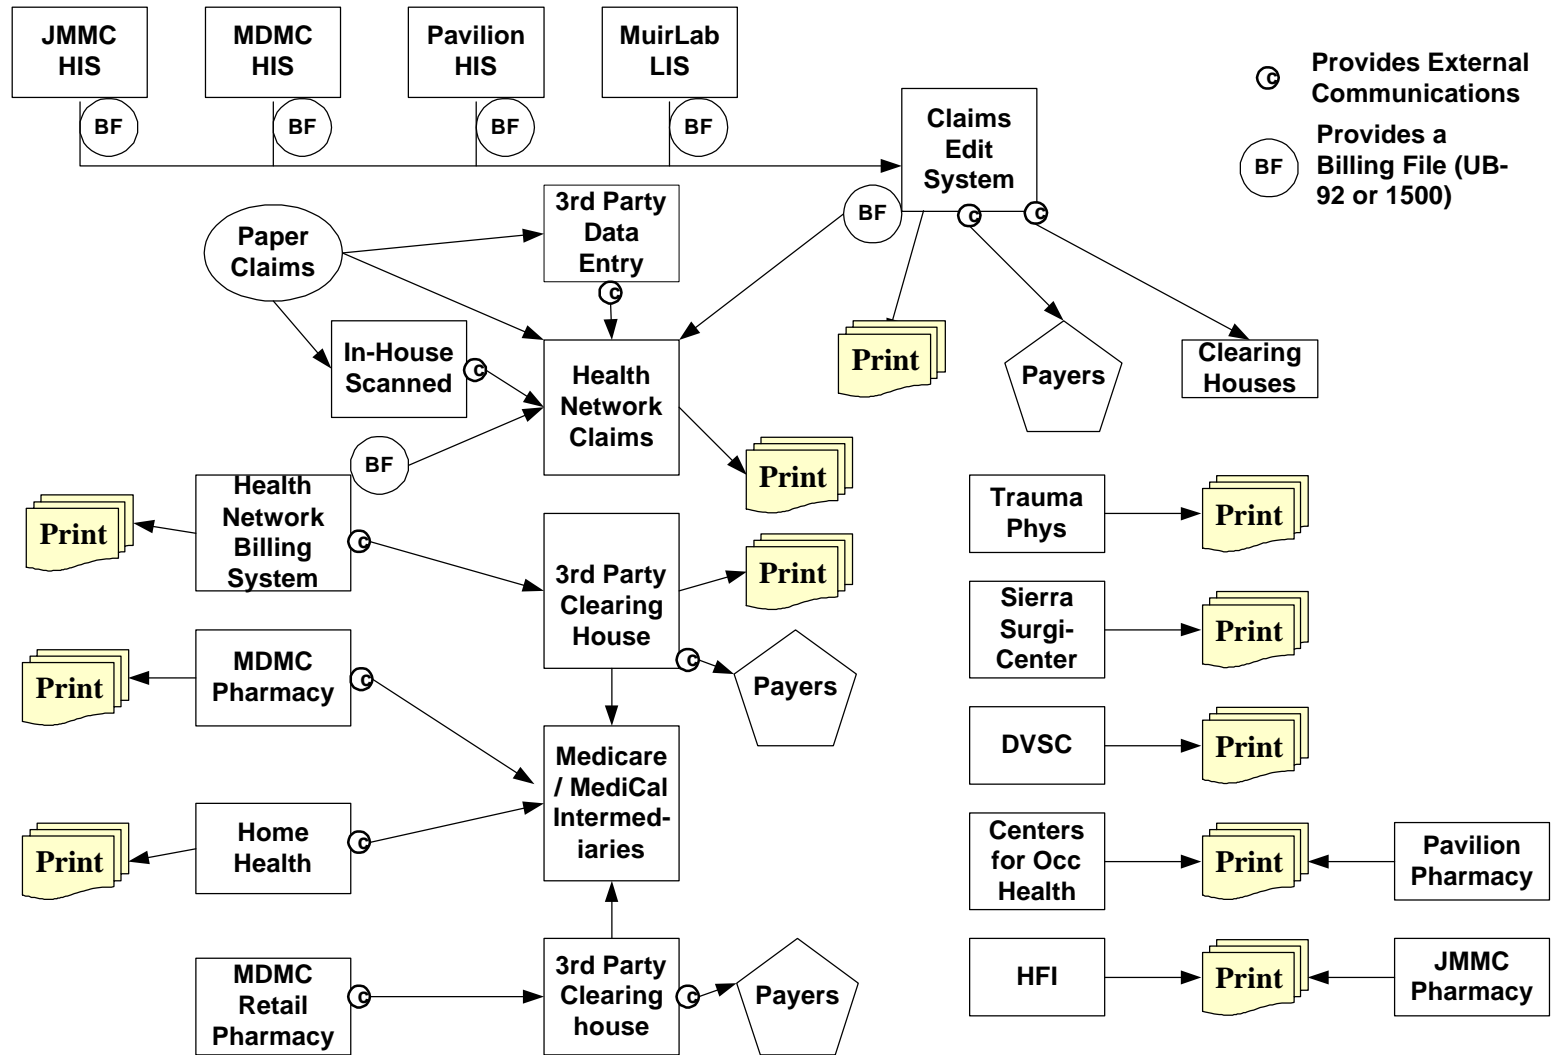 JMMC
HIS
MDMC
HIS
Pavilion
HIS
MuirLab
LIS
BF
BF
BF
BF
c
Provides External
Communications
BF
Provides a
Billing File (UB-
92 or 1500)
Claims
Edit
System
BF
c
c
Paper
Claims
3rd Party
Data
Entry
c
In-House
Scanned
c
Health
Network
Claims
Print
Payers
Clearing
Houses
BF
Print
Health
Network
Billing
System
c
Print
3rd Party
Clearing
House
c
Print
Payers
MDMC
Pharmacy
c
Print
Medicare
/ MediCal
Intermed-
iaries
Home
Health
c
Print
MDMC
Retail
Pharmacy
c
3rd Party
Clearing
house
c
Payers
Trauma
Phys
Print
Sierra
Surgi-
Center
Print
DVSC
Print
Centers
for Occ
Health
Print
Pavilion
Pharmacy
HFI
Print
JMMC
Pharmacy